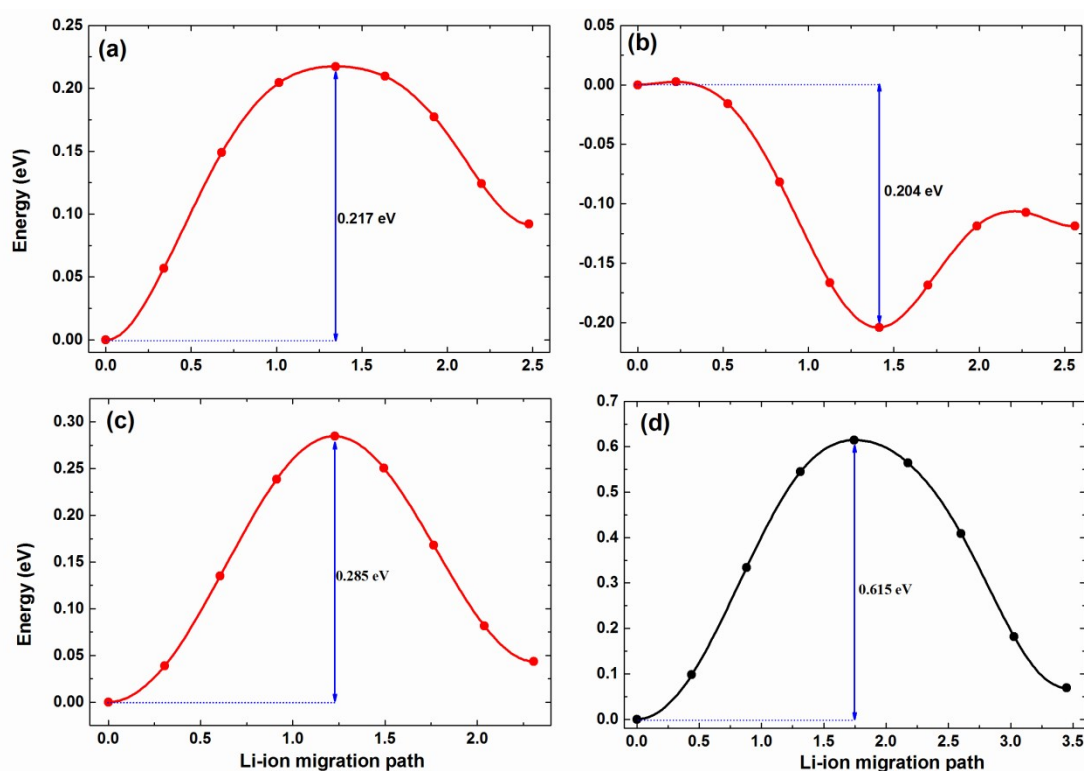 (a)
Energy (eV)
0.25
0.20
0.15
0.10
0.05
0.00
0.217 eV
0.0 0.5 1.0 1.5 2.0 2.5
(b)
0.05
0.00
-0.05
-0.10
-0.15
-0.20
0.204 eV
0.0 0.5 1.0 1.5 2.0 2.5
(c)
Energy (eV)
0.30
0.25
0.20
0.15
0.10
0.05
0.00
0.285 eV
0.0 0.5 1.0 1.5 2.0
Li-ion migration path
(d)
0.7
0.6
0.5
0.4
0.3
0.2
0.1
0.0
0.615 eV
0.0 0.5 1.0 1.5 2.0 2.5 3.0 3.5
Li-ion migration path